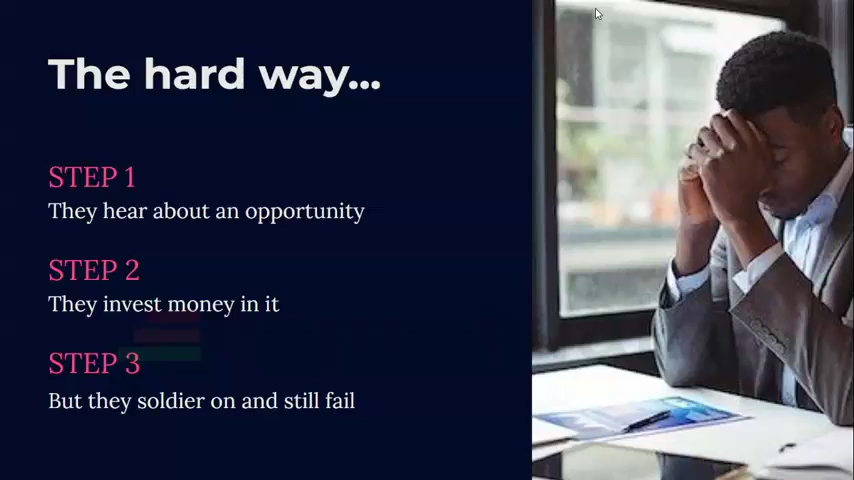 The hard way...
STEP 1
They hear about an opportunity
STEP 2
They invest money in it
STEP 3
But they soldier on and still fail